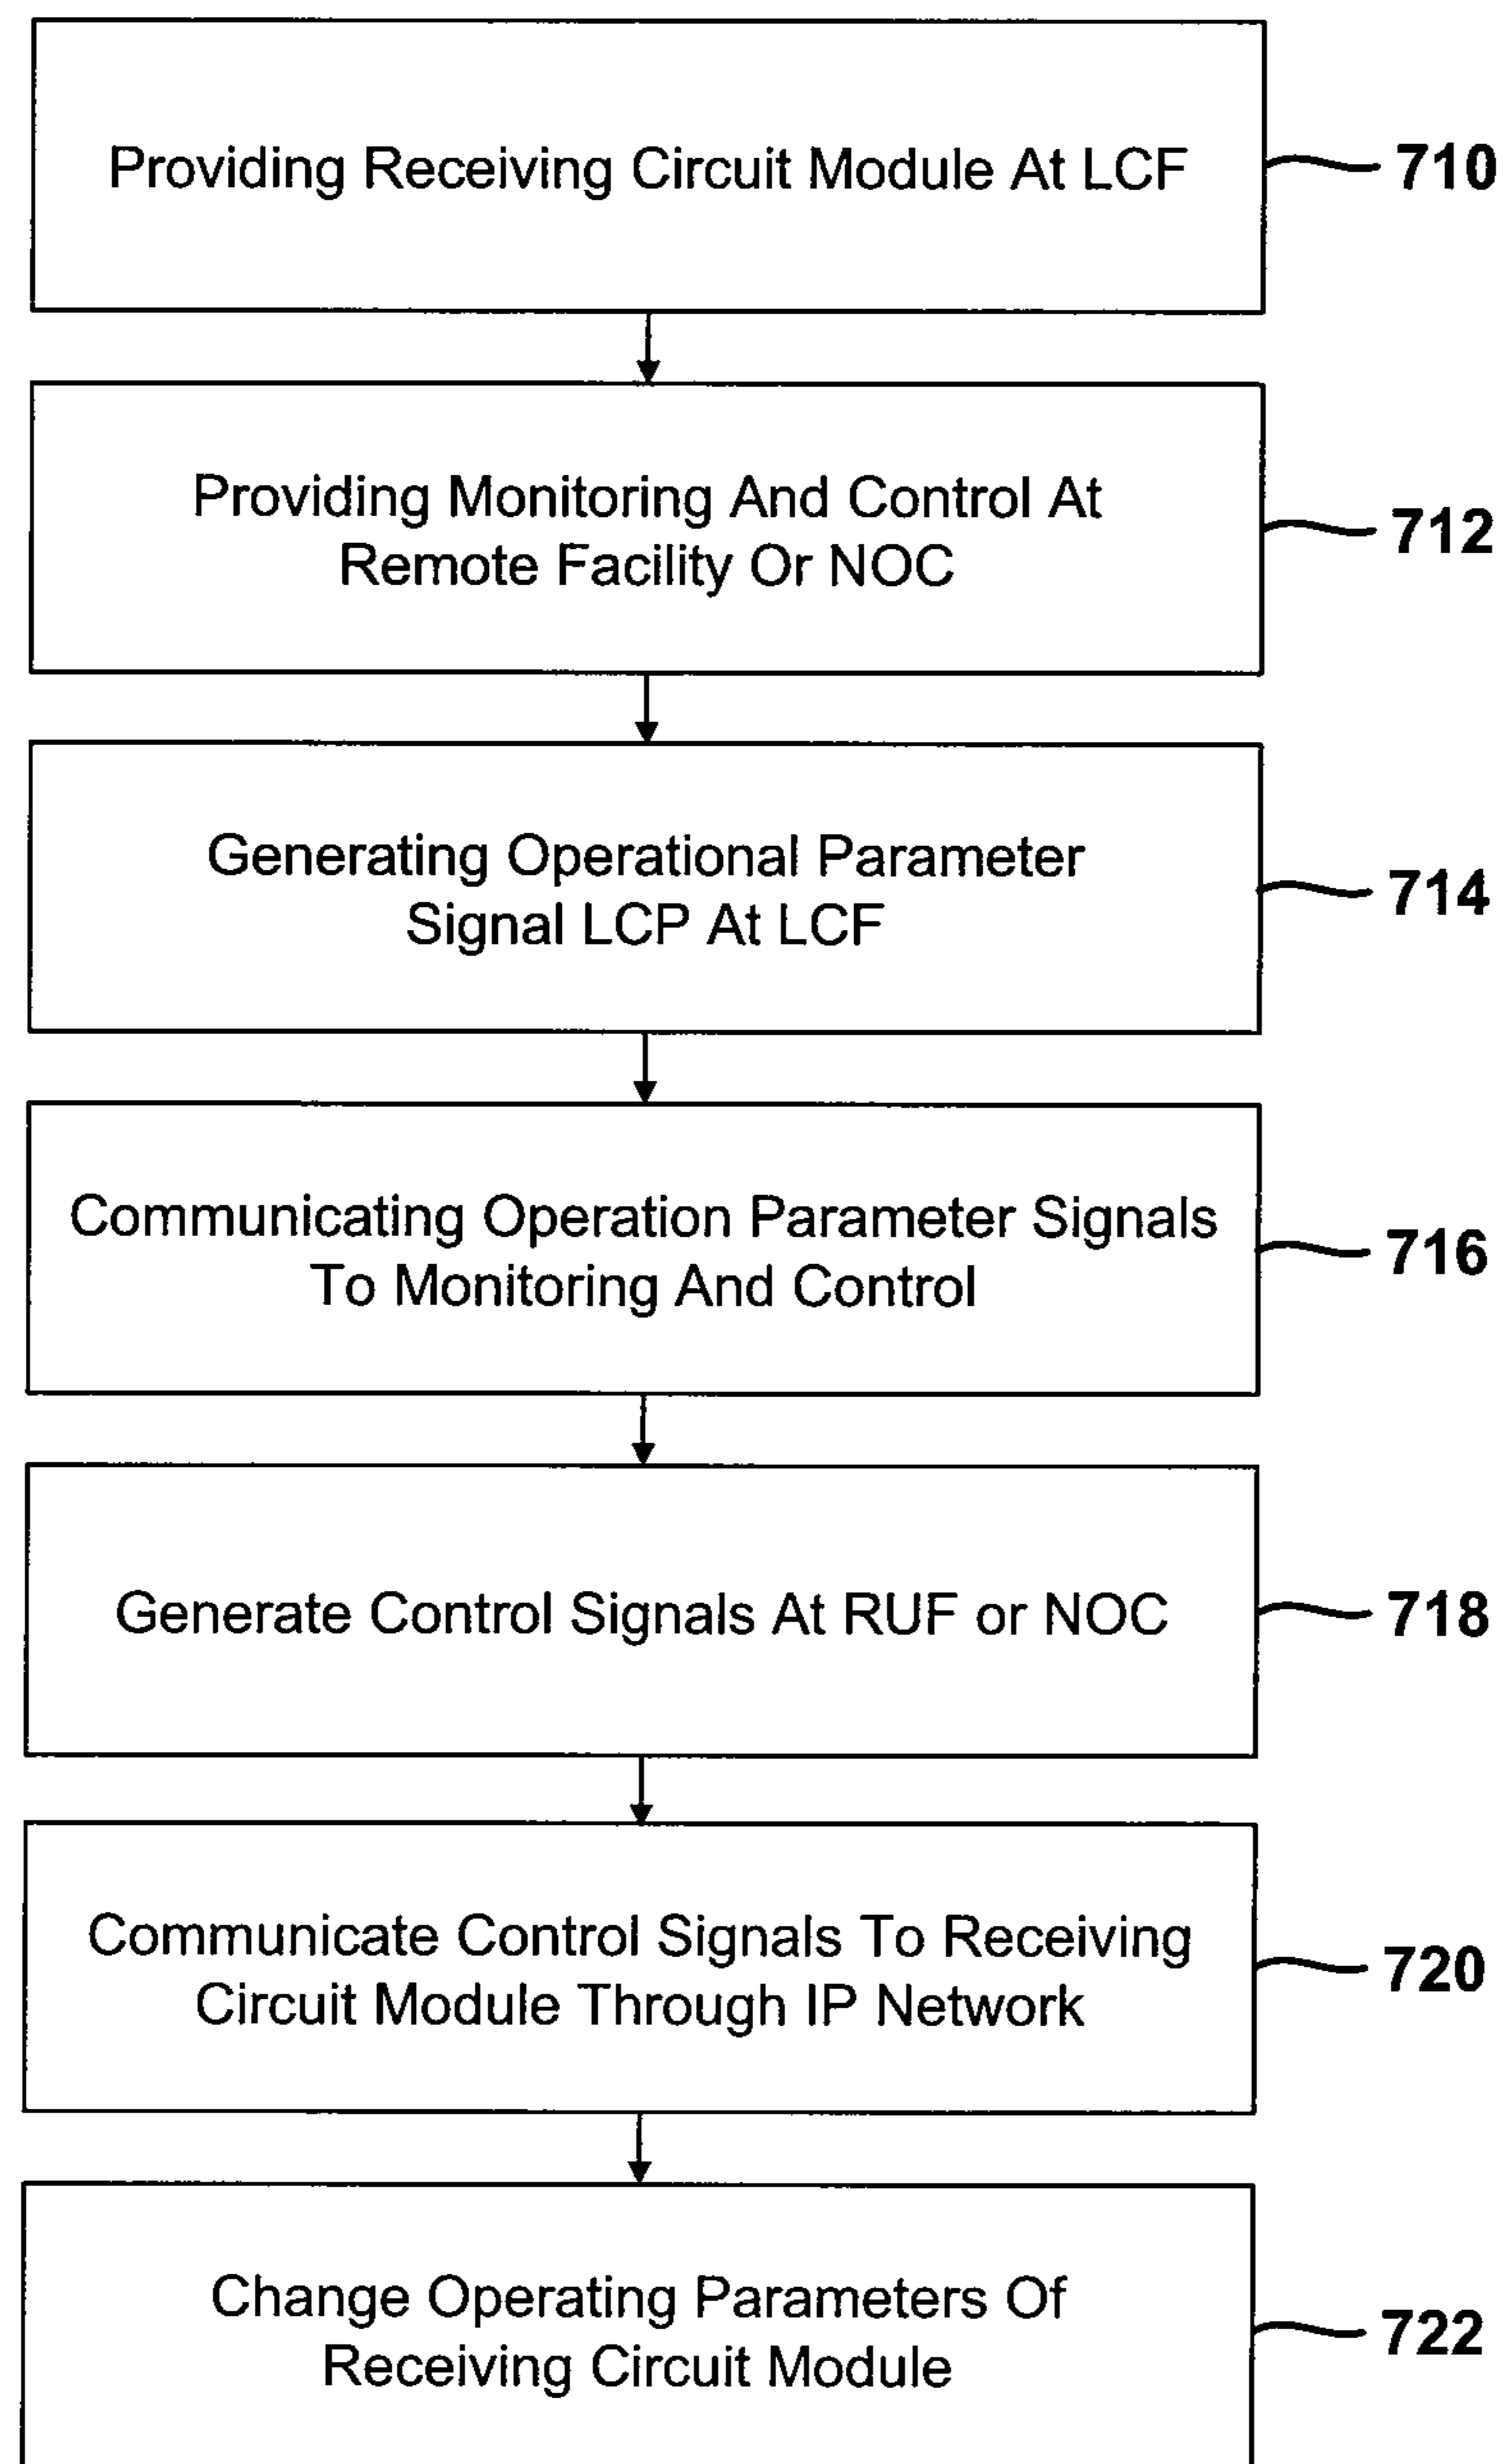 Providing Receiving Circuit Module At LCF
710
Providing Monitoring And Control At
Remote Facility Or NOC
712
Generating Operational Parameter
Signal LCP At LCF
714
Communicating Operation Parameter Signals
To Monitoring And Control
716
Generate Control Signals At RUF or NOC
718
Communicate Control Signals To Receiving
Circuit Module Through IP Network
720
Change Operating Parameters Of
Receiving Circuit Module
722